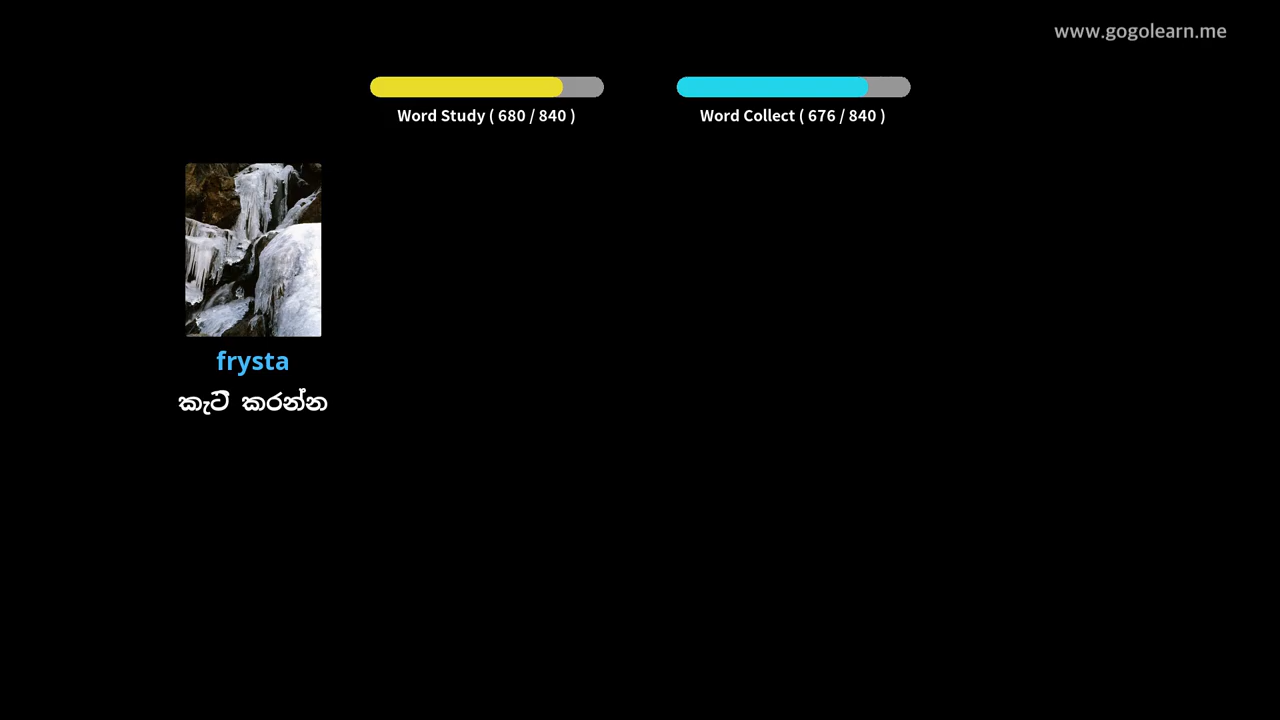 www.gogolearn.me
Word Study ( 680 / 840 )
Word Collect ( 676 / 840 )
frysta
කැටි කරන්න